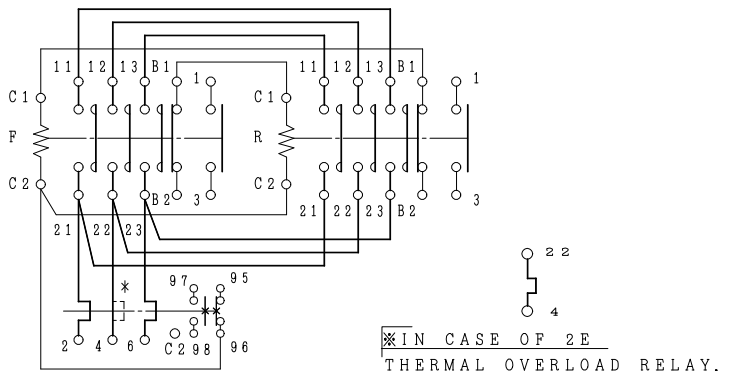 11 12 13 B1 1 11 12 13 B1 1
C1 C1
F R
C2 C2
B2 3 B2 3
21 22 23 21 22 23
* 97 95 22
2 4 6 C2 98 96 4
※IN CASE OF 2E
THERMAL OVERLOAD RELAY.